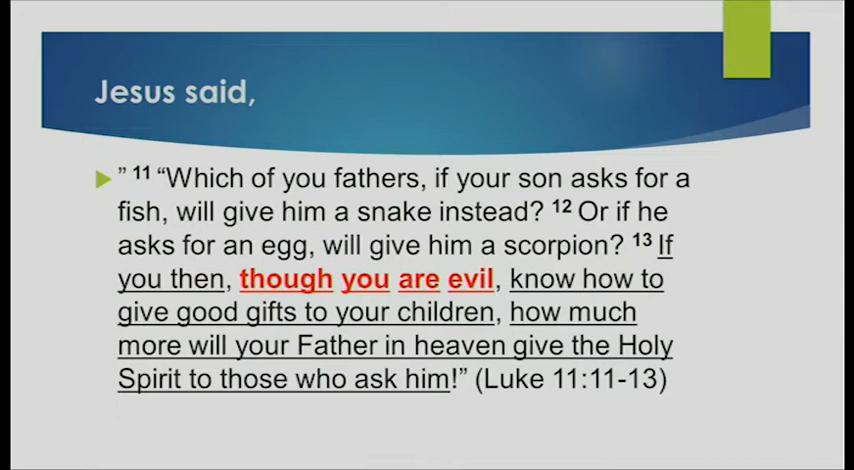 Jesus said,
” 11 “Which of you fathers, if your son asks for a
fish, will give him a snake instead? 12 Or if he
asks for an egg, will give him a scorpion? 13 If
you then, though you are evil, know how to
give good gifts to your children, how much
more will your Father in heaven give the Holy
Spirit to those who ask him!” (Luke 11:11-13)